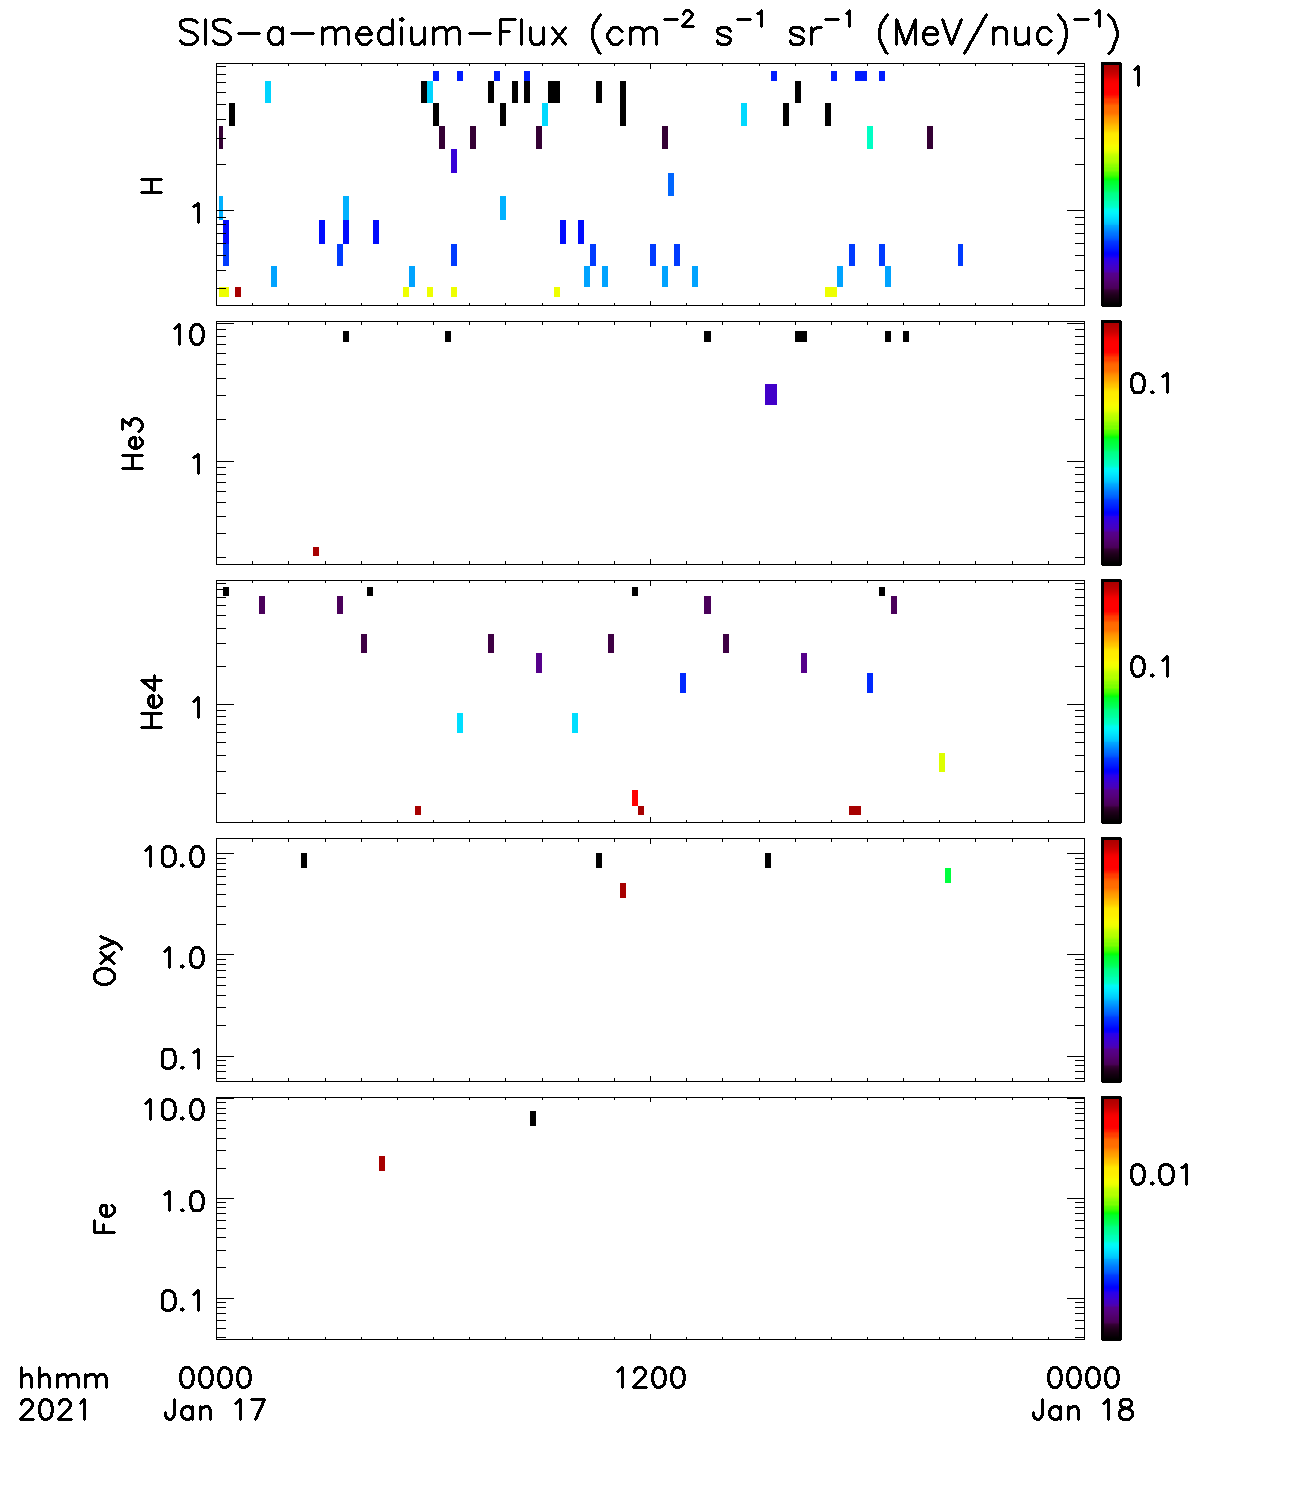 SIS-a-medium-Flux (cm⁻² s⁻¹ sr⁻¹ (MeV/nuc)⁻¹)
H
1
1
He3
10
1
0.1
He4
1
0.1
Oxy
10.0
1.0
0.1
Fe
10.0
1.0
0.1
0.01
hhmm 0000 1200 0000
2021 Jan 17 Jan 18